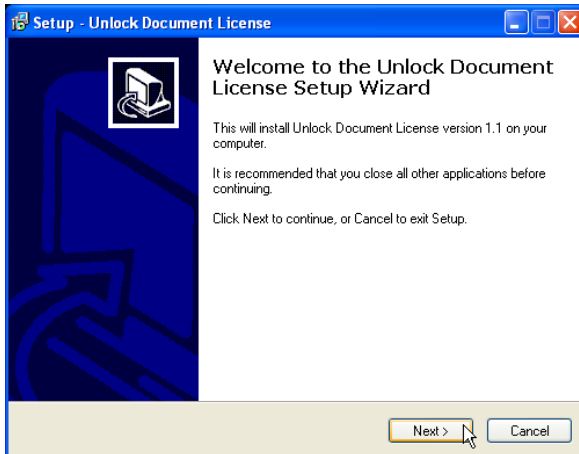 Setup - Unlock Document License
Welcome to the Unlock Document
License Setup Wizard
This will install Unlock Document License version 1.1 on your
computer.
It is recommended that you close all other applications before
continuing.
Click Next to continue, or Cancel to exit Setup.
Next > Cancel